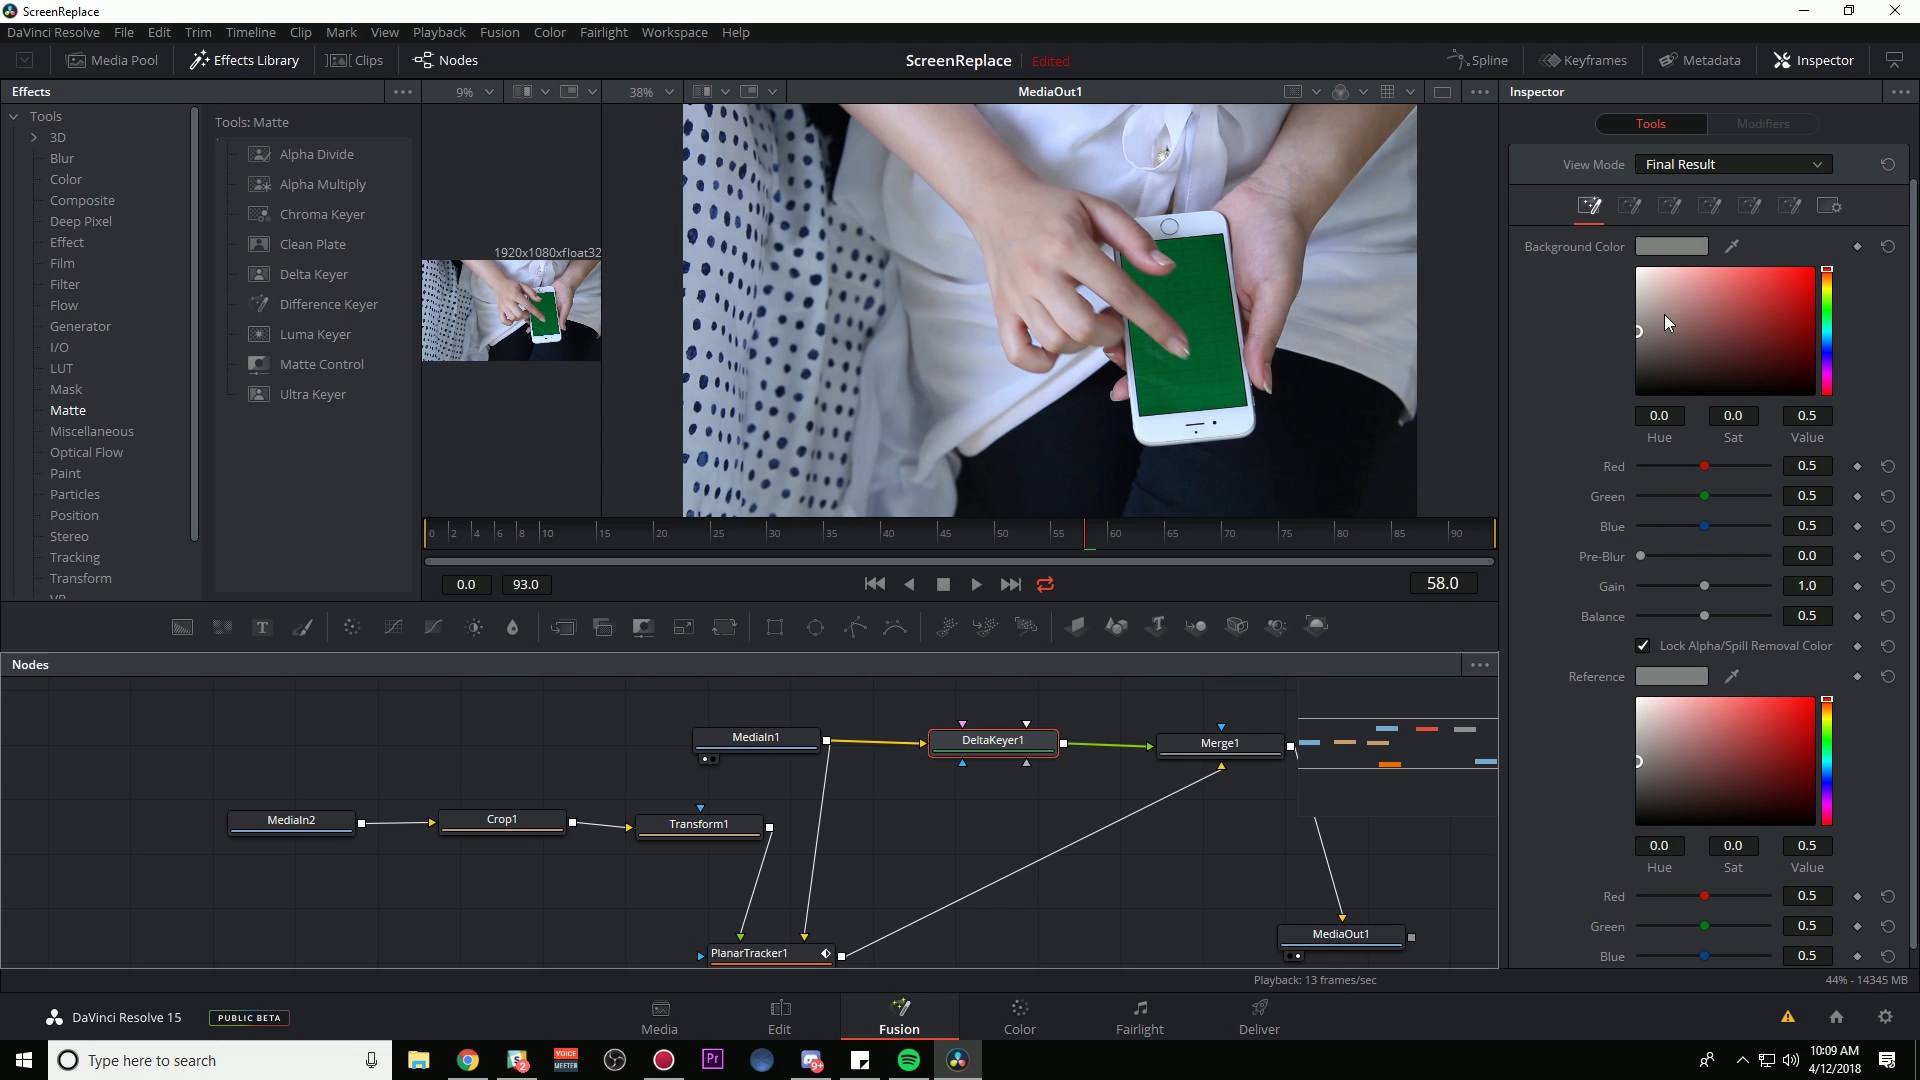 ScreenReplace
DaVinci Resolve File Edit Trim Timeline Clip Mark View Playback Fusion Color Fairlight Workspace Help
Media Pool Effects Library Clips Nodes ScreenReplace Edited Spline Keyframes Metadata Inspector
Effects 9% 38% MediaOut1 Inspector
Tools
3D
Blur
Color
Composite
Deep Pixel
Effect
Film
Filter
Flow
Generator
I/O
LUT
Mask
Matte
Miscellaneous
Optical Flow
Paint
Particles
Position
Stereo
Tracking
Transform
VR
Tools: Matte
Alpha Divide
Alpha Multiply
Chroma Keyer
Clean Plate
Delta Keyer
Difference Keyer
Luma Keyer
Matte Control
Ultra Keyer
1920x1080xfloat32
0 2 4 6 8 10 15 20 25 30 35 40 45 50 55 60 65 70 75 80 85 90
0.0 93.0 58.0
Tools Modifiers
View Mode Final Result
Background Color
0.0 0.0 0.5
Hue Sat Value
Red 0.5
Green 0.5
Blue 0.5
Pre-Blur 0.0
Gain 1.0
Balance 0.5
Lock Alpha/Spill Removal Color
Reference
0.0 0.0 0.5
Hue Sat Value
Red 0.5
Green 0.5
Blue 0.5
T
Nodes
MediaIn1 DeltaKeyer1 Merge1
MediaIn2 Crop1 Transform1
PlanarTracker1 MediaOut1
Playback: 13 frames/sec 44% - 14345 MB
DaVinci Resolve 15 PUBLIC BETA
Media Edit Fusion Color Fairlight Deliver
Type here to search
2
VOICE
MEETER
Pr
9+
10:09 AM
4/12/2018